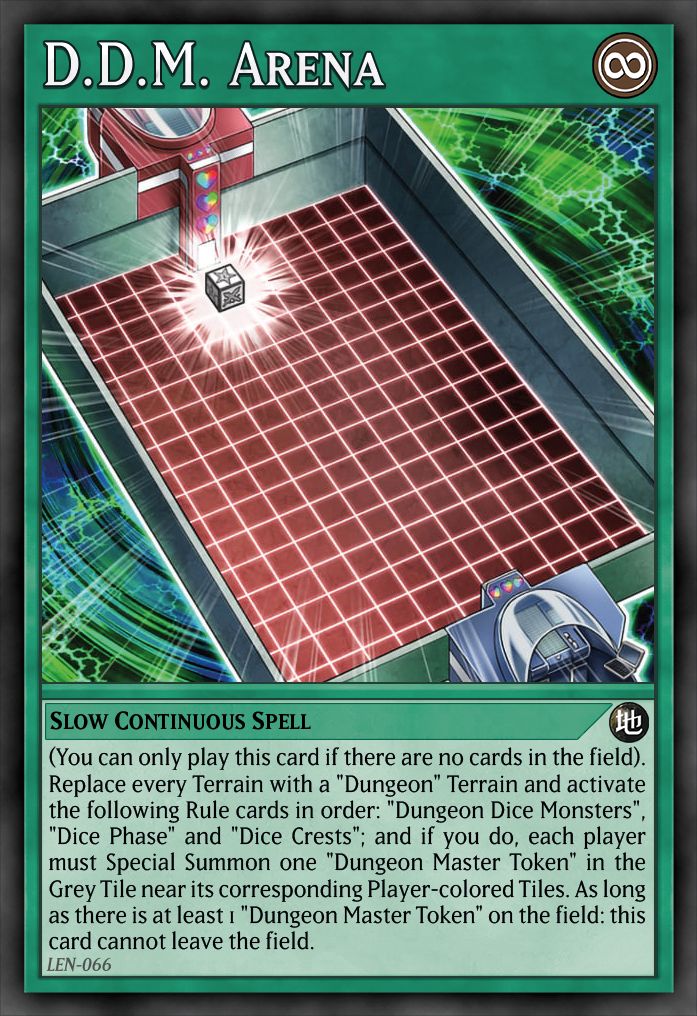 D.D.M. Arena
Slow Continuous Spell
(You can only play this card if there are no cards in the field).
Replace every Terrain with a "Dungeon" Terrain and activate
the following Rule cards in order: "Dungeon Dice Monsters",
"Dice Phase" and "Dice Crests"; and if you do, each player
must Special Summon one "Dungeon Master Token" in the
Grey Tile near its corresponding Player-colored Tiles. As long
as there is at least 1 "Dungeon Master Token" on the field: this
card cannot leave the field.
LEN-066